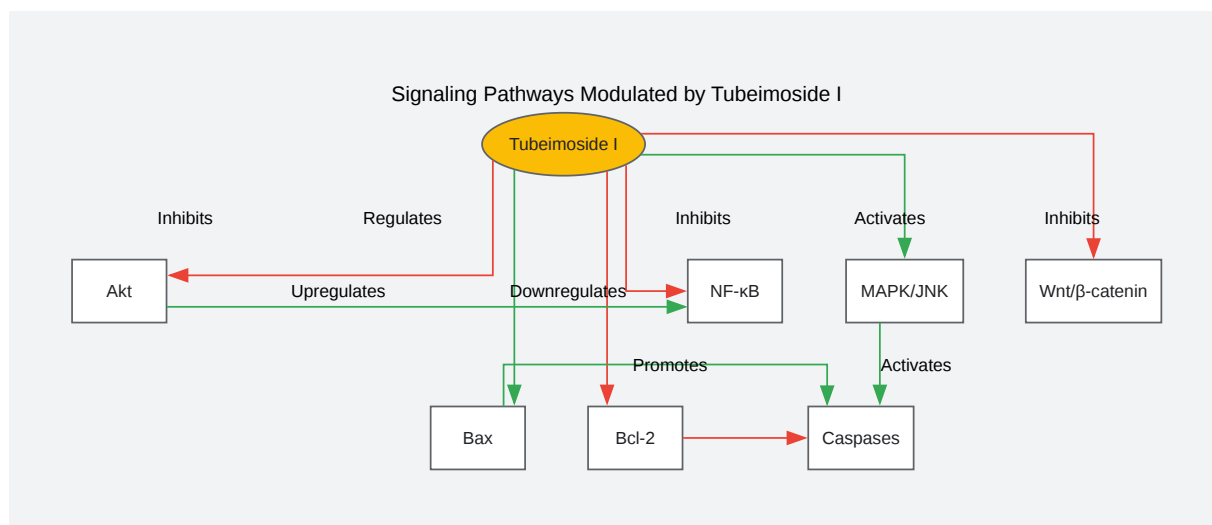 Signaling Pathways Modulated by Tubeimoside I
Tubeimoside I
Inhibits
Regulates
Inhibits
Activates
Inhibits
Akt
Upregulates
Downregulates
NF-κB
MAPK/JNK
Wnt/β-catenin
Promotes
Activates
Bax
Bcl-2
Caspases